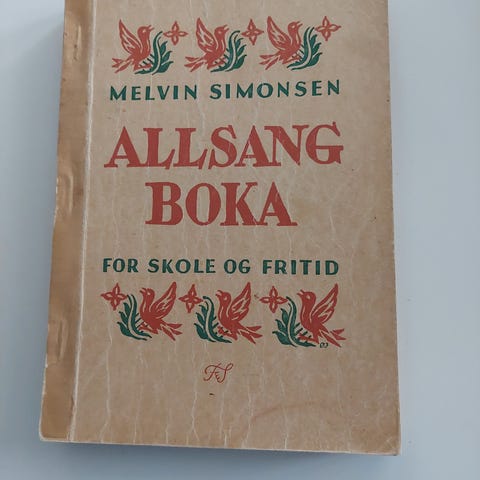 MELVIN SIMONSEN
ALLSANG
BOKA
FOR SKOLE OG FRITID